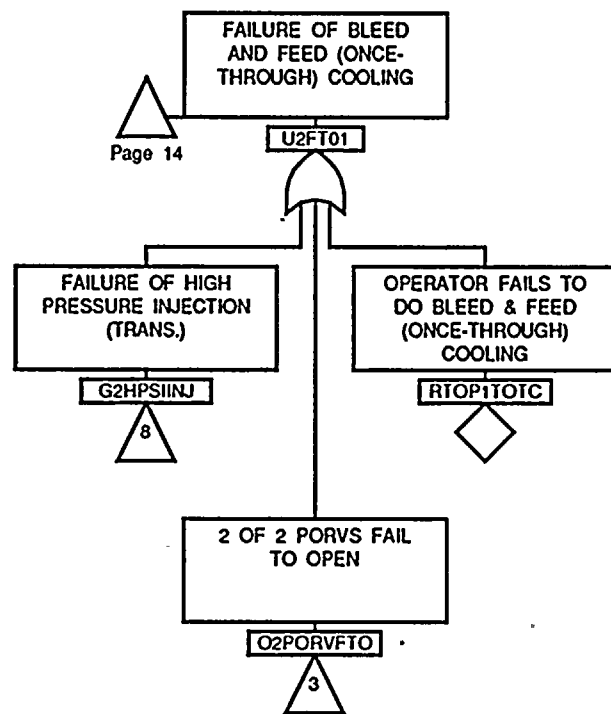 FAILURE OF BLEED
AND FEED (ONCE-
THROUGH) COOLING
Page 14
U2FT01
FAILURE OF HIGH
PRESSURE INJECTION
(TRANS.)
G2HPSIINJ
8
OPERATOR FAILS TO
DO BLEED & FEED
(ONCE-THROUGH)
COOLING
RTOP1TOTC
2 OF 2 PORVS FAIL
TO OPEN
O2PORVFTO
3